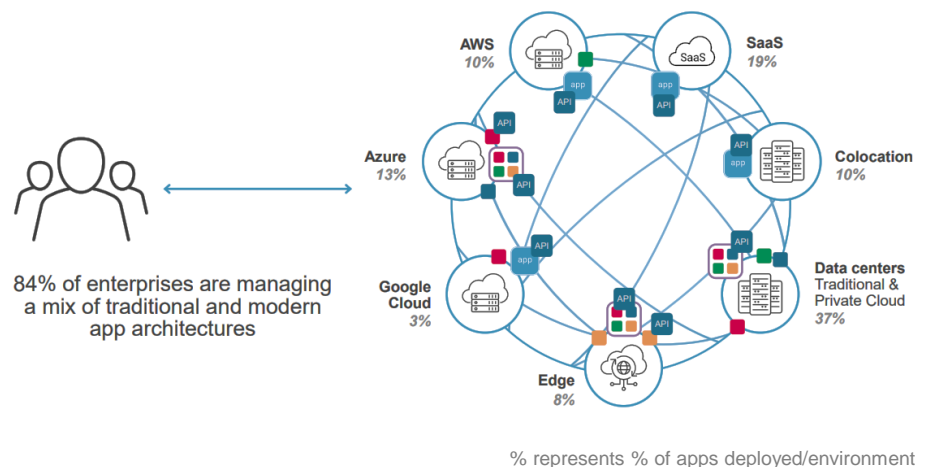 AWS
10%
app
API
SaaS
SaaS
19%
app
API
API
Azure
13%
API
API
app
Colocation
10%
84% of enterprises are managing
a mix of traditional and modern
app architectures
Google
Cloud
3%
app
API
API
Data centers
Traditional &
Private Cloud
37%
API
API
Edge
8%
% represents % of apps deployed/environment